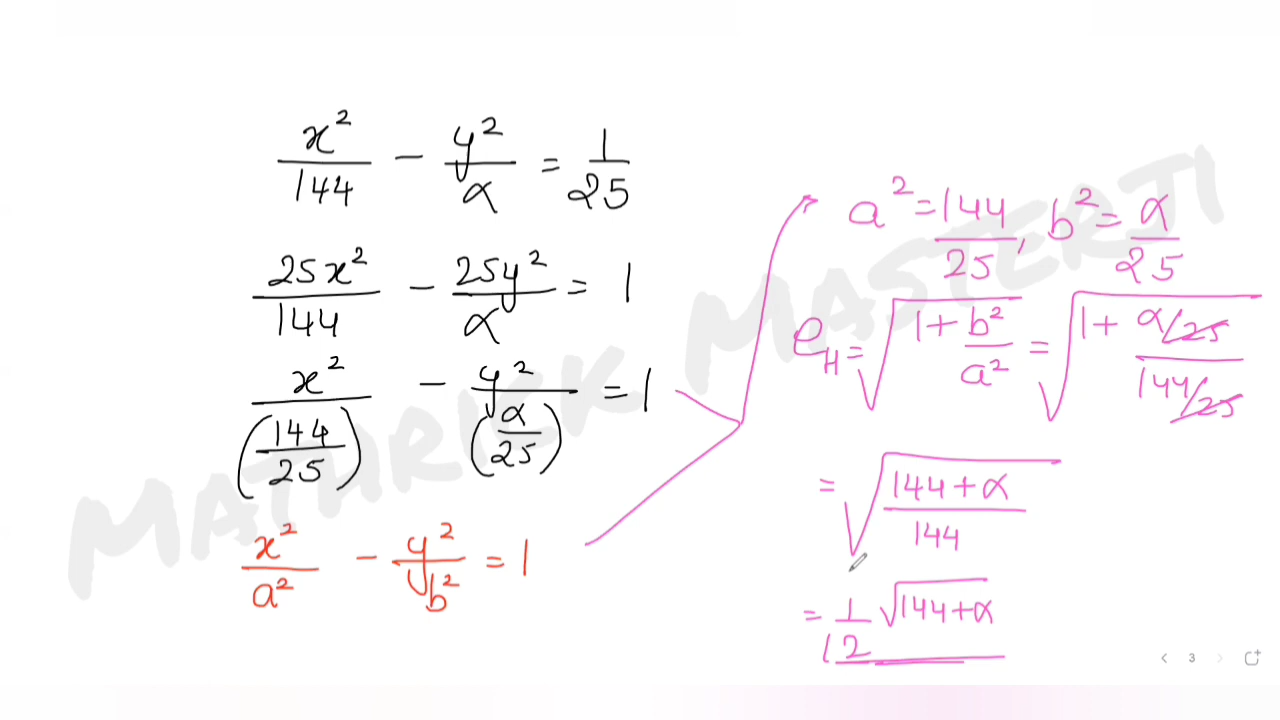 x²/144 - y²/α = 1/25
25x²/144 - 25y²/α = 1
x²/(144/25) - y²/(α/25) = 1
x²/a² - y²/b² = 1
a² = 144/25, b² = α/25
e_H = √(1 + b²/a²) = √(1 + (α/25)/(144/25))
= √((144 + α)/144)
= 1/12 √(144 + α)
MATHRICK MASTERJI
3